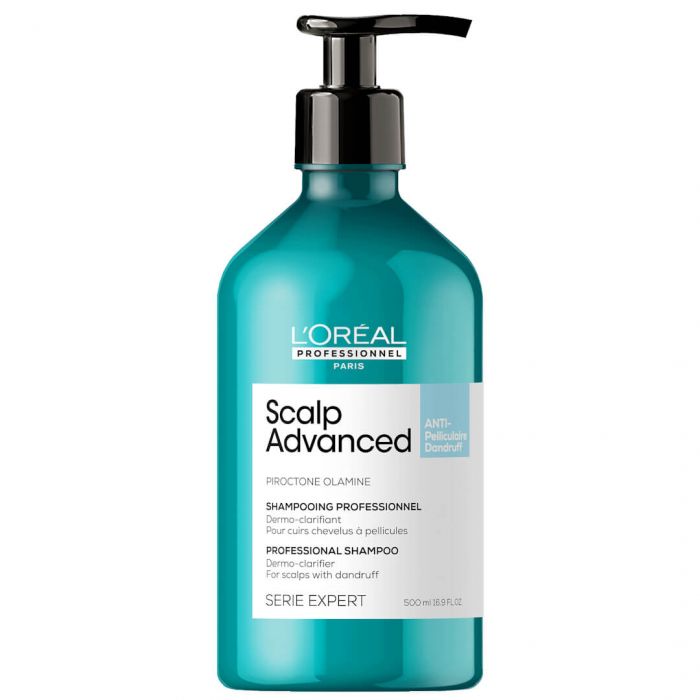 L'ORÉAL
PROFESSIONNEL
PARIS
Scalp
Advanced
ANTI-
Pelliculaire
Dandruff
PIROCTONE OLAMINE
SHAMPOOING PROFESSIONNEL
Dermo-clarifiant
Pour cuirs chevelus à pellicules
PROFESSIONAL SHAMPOO
Dermo-clarifier
For scalps with dandruff
SERIE EXPERT
500 ml 16.9 FL.OZ